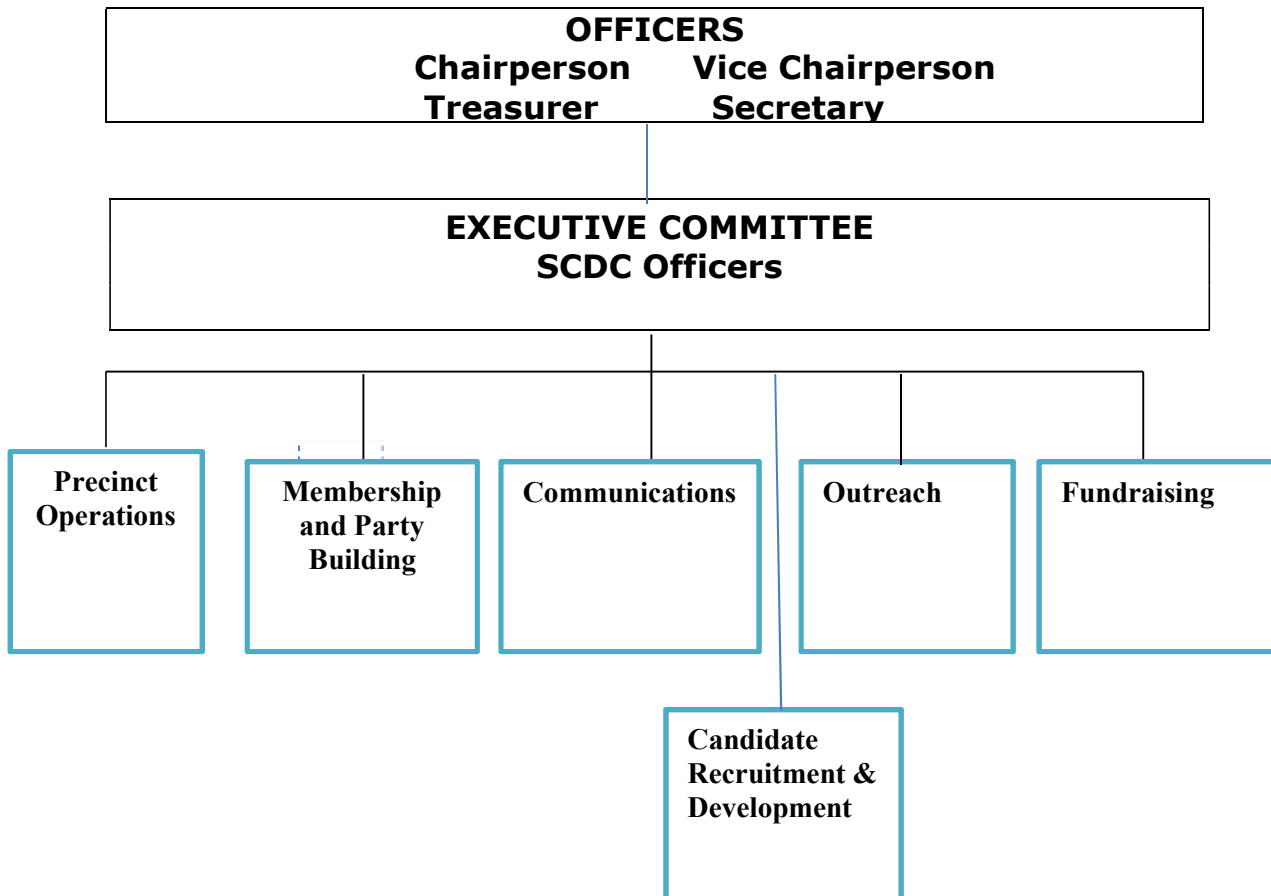 OFFICERS
Chairperson Vice Chairperson
Treasurer Secretary
EXECUTIVE COMMITTEE
SCDC Officers
Precinct
Operations
Membership
and Party
Building
Communications
Outreach
Fundraising
Candidate
Recruitment &
Development